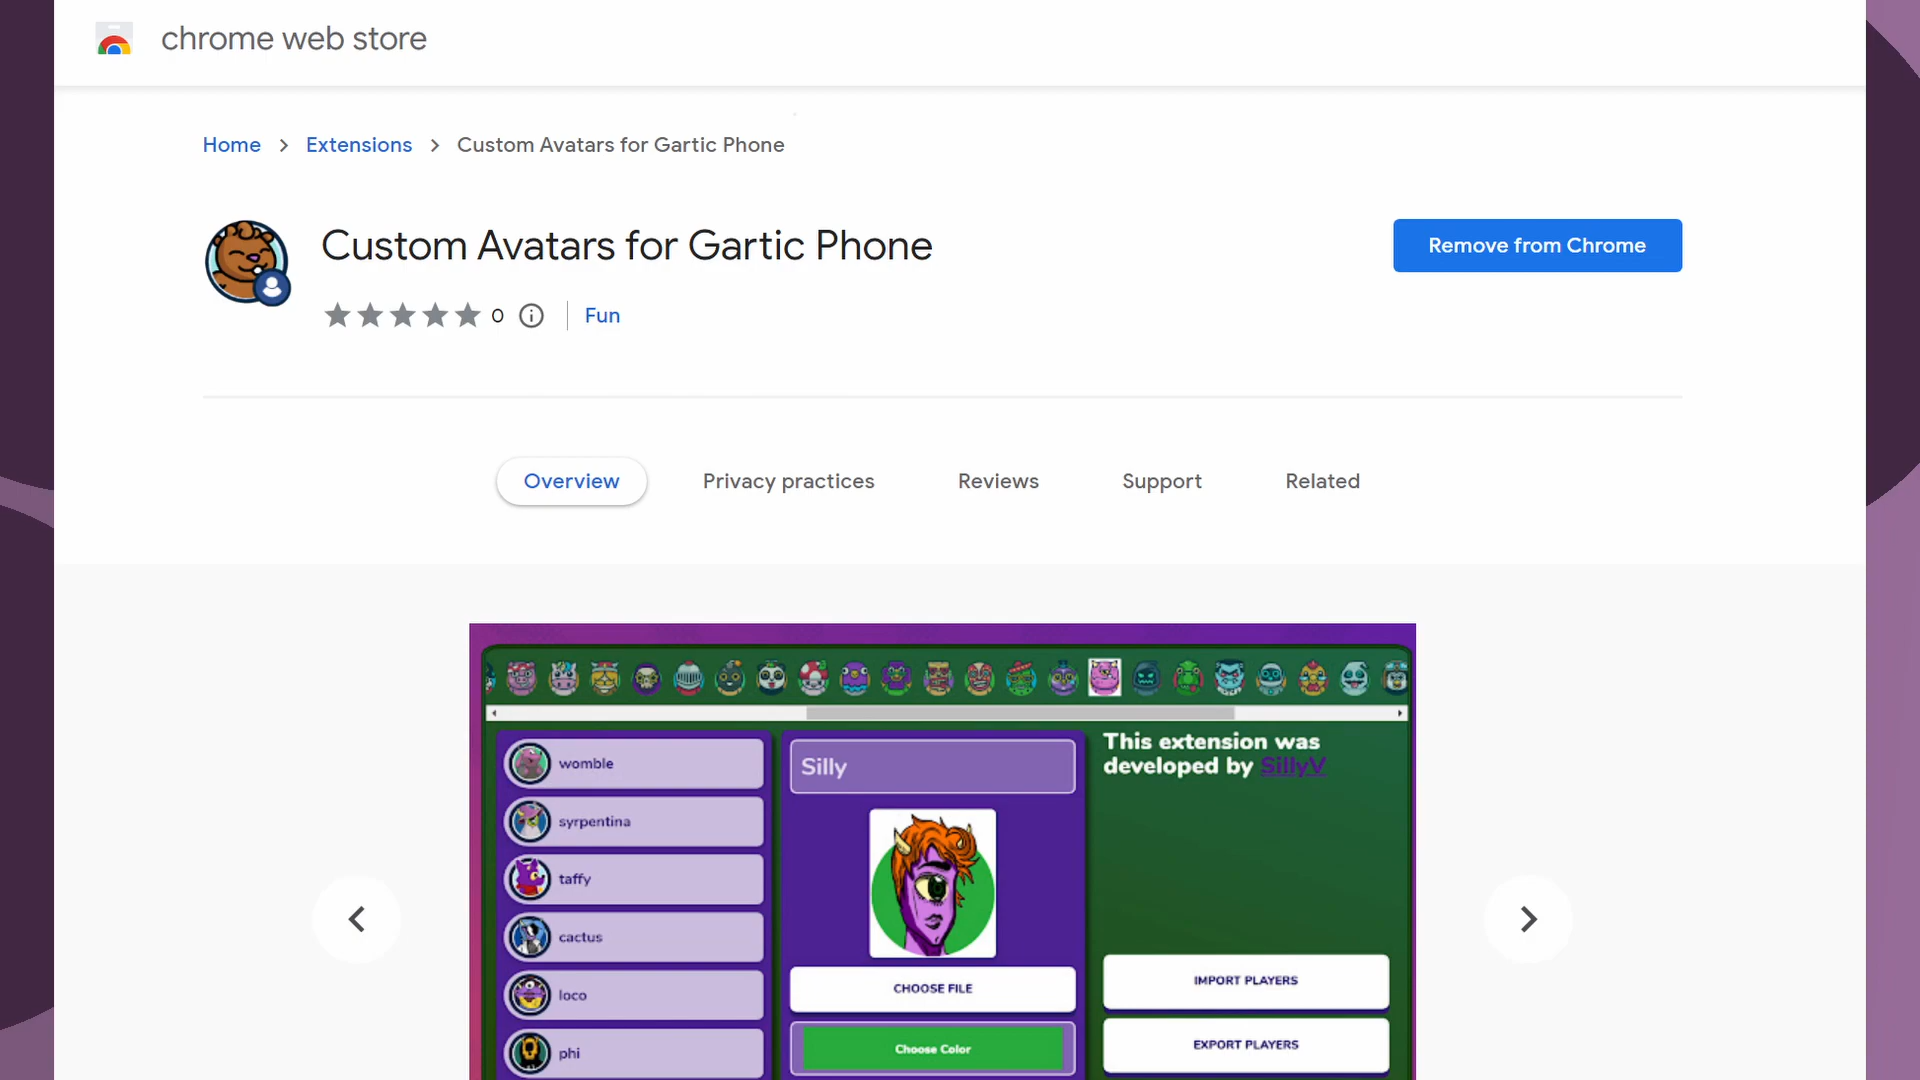 chrome web store
Home > Extensions > Custom Avatars for Gartic Phone
Custom Avatars for Gartic Phone
Remove from Chrome
0
Fun
Overview
Privacy practices
Reviews
Support
Related
womble
syrpentina
taffy
cactus
loco
phi
Silly
CHOOSE FILE
Choose Color
This extension was
developed by SillyV
IMPORT PLAYERS
EXPORT PLAYERS